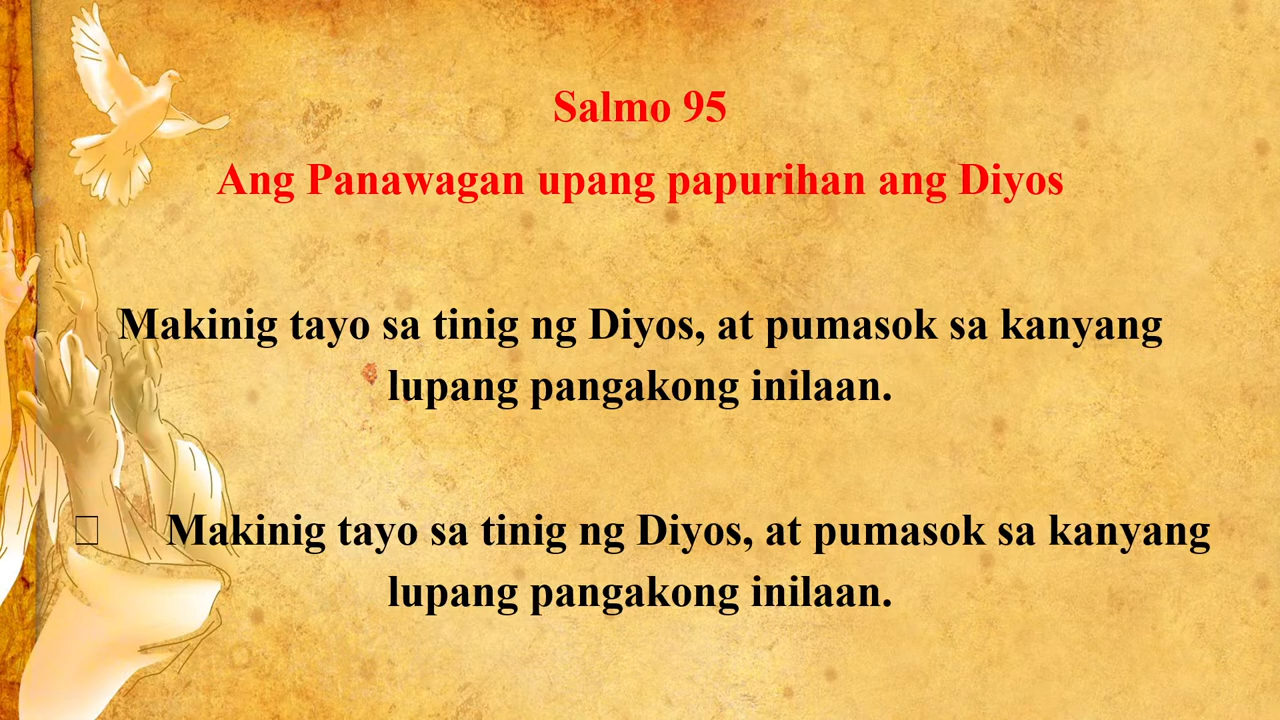 Salmo 95
Ang Panawagan upang papurihan ang Diyos
Makinig tayo sa tinig ng Diyos, at pumasok sa kanyang
lupang pangakong inilaan.
□ Makinig tayo sa tinig ng Diyos, at pumasok sa kanyang
lupang pangakong inilaan.